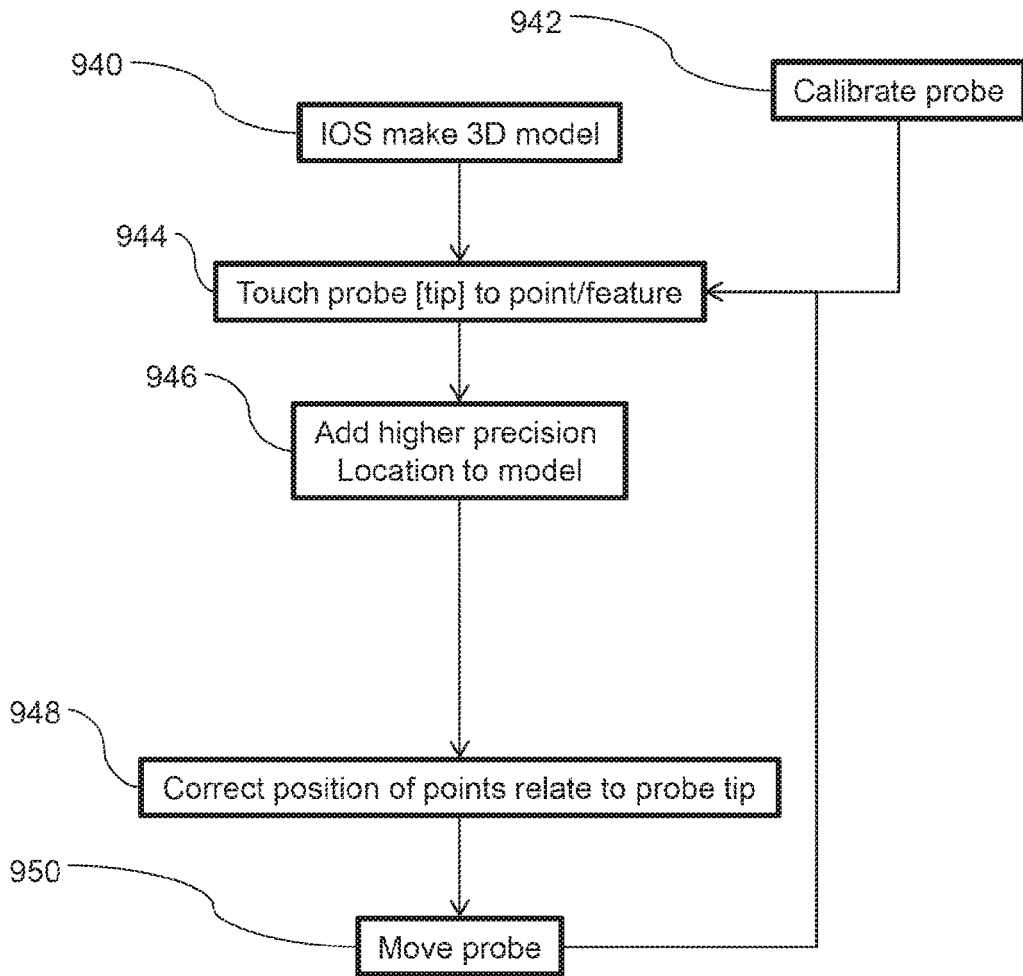 942
Calibrate probe
940
IOS make 3D model
944
Touch probe [tip] to point/feature
946
Add higher precision
Location to model
948
Correct position of points relate to probe tip
950
Move probe